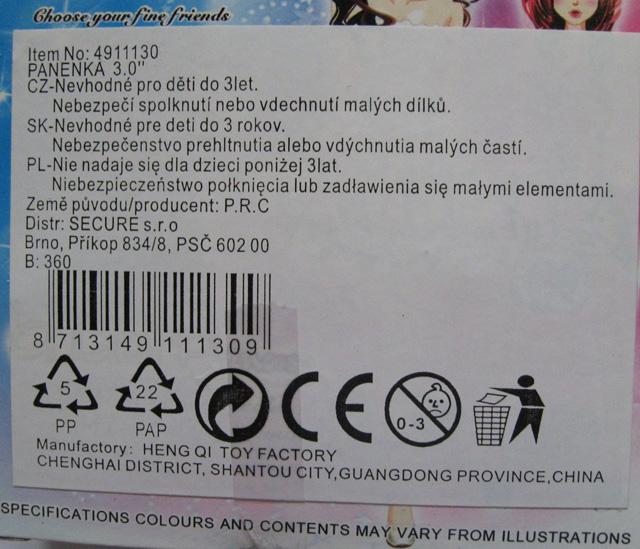 Choose your fine friends
Item No: 4911130
PANENKA 3.0"
CZ-Nevhodné pro děti do 3let.
Nebezpečí spolknutí nebo vdechnutí malých dílků.
SK-Nevhodné pre deti do 3 rokov.
Nebezpečenstvo prehltnutia alebo vdýchnutia malých častí.
PL-Nie nadaje się dla dzieci poniżej 3lat.
Niebezpieczeństwo połknięcia lub zadławienia się małymi elementami.
Země původu/producent: P.R.C
Distr: SECURE s.r.o
Brno, Příkop 834/8, PSČ 602 00
B: 360
8 713149 111309
5 22
PP PAP
CE
0-3
Manufactory: HENG QI TOY FACTORY
CHENGHAI DISTRICT, SHANTOU CITY,GUANGDONG PROVINCE,CHINA
SPECIFICATIONS COLOURS AND CONTENTS MAY VARY FROM ILLUSTRATIONS